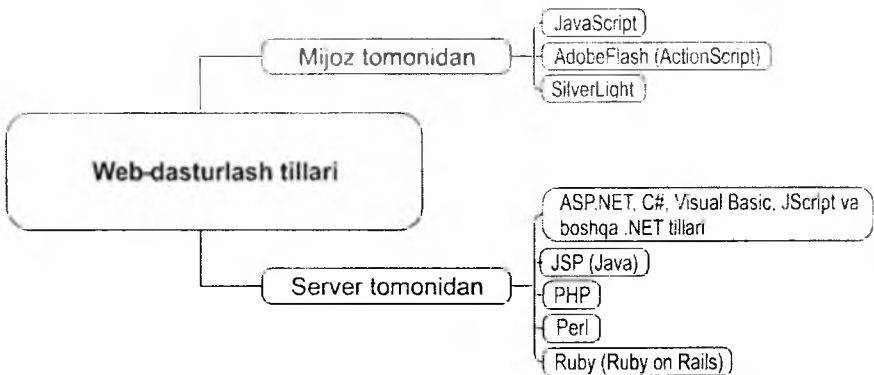 JavaScript
Mijoz tomonidan
AdobeFlash (ActionScript)
SilverLight
Web-dasturlash tillari
ASP.NET, C#, Visual Basic, JScript va
boshqa .NET tillari
JSP (Java)
Server tomonidan
PHP
Perl
Ruby (Ruby on Rails)